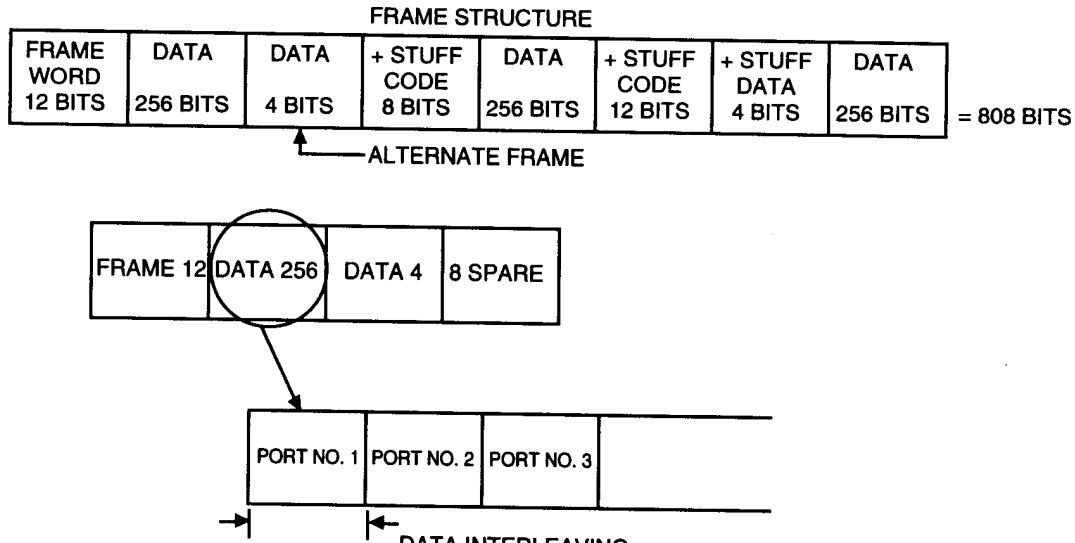 FRAME STRUCTURE
FRAME WORD 12 BITS
DATA 256 BITS
DATA 4 BITS
+ STUFF CODE 8 BITS
DATA 256 BITS
+ STUFF CODE 12 BITS
+ STUFF DATA 4 BITS
DATA 256 BITS
= 808 BITS
ALTERNATE FRAME
FRAME 12
DATA 256
DATA 4
8 SPARE
PORT NO. 1
PORT NO. 2
PORT NO. 3
DATA INTERLEAVING